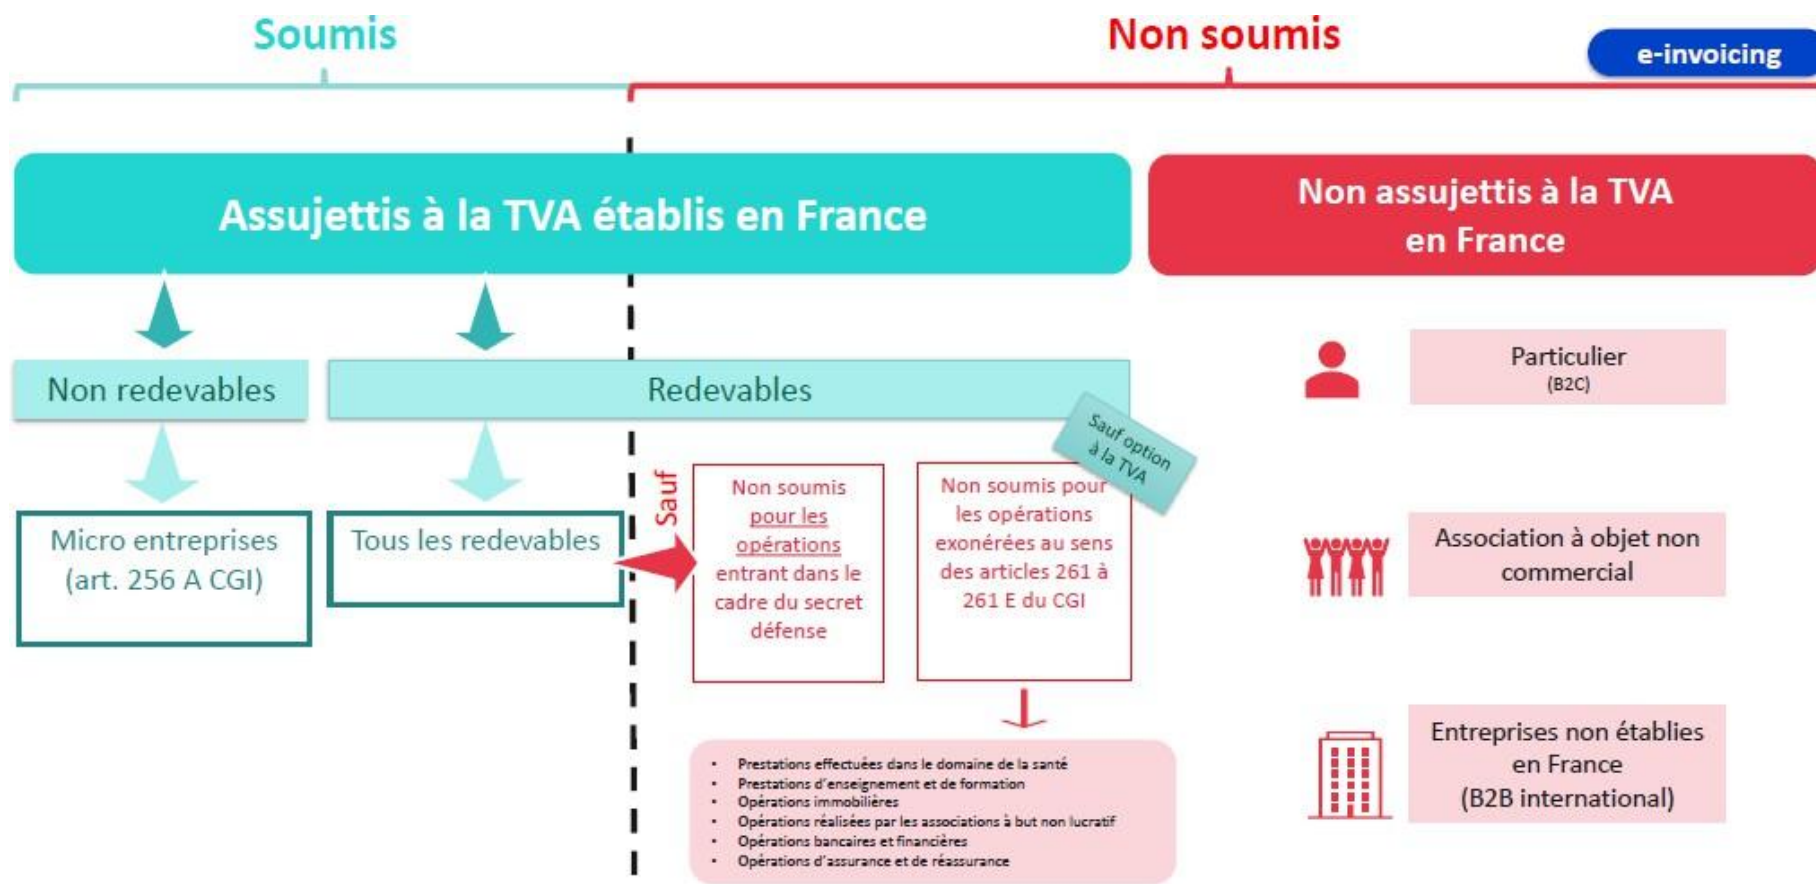 Soumis
Non soumis
e-invoicing
Assujettis à la TVA établis en France
Non assujettis à la TVA
en France
Non redevables
Redevables
Sauf option
à la TVA
Micro entreprises
(art. 256 A CGI)
Tous les redevables
Sauf
Non soumis
pour les
opérations
entrant dans le
cadre du secret
défense
Non soumis pour
les opérations
exonérées au sens
des articles 261 à
261 E du CGI
• Prestations effectuées dans le domaine de la santé
• Prestations d'enseignement et de formation
• Opérations immobilières
• Opérations réalisées par les associations à but non lucratif
• Opérations bancaires et financières
• Opérations d'assurance et de réassurance
Particulier
(B2C)
Association à objet non
commercial
Entreprises non établies
en France
(B2B international)